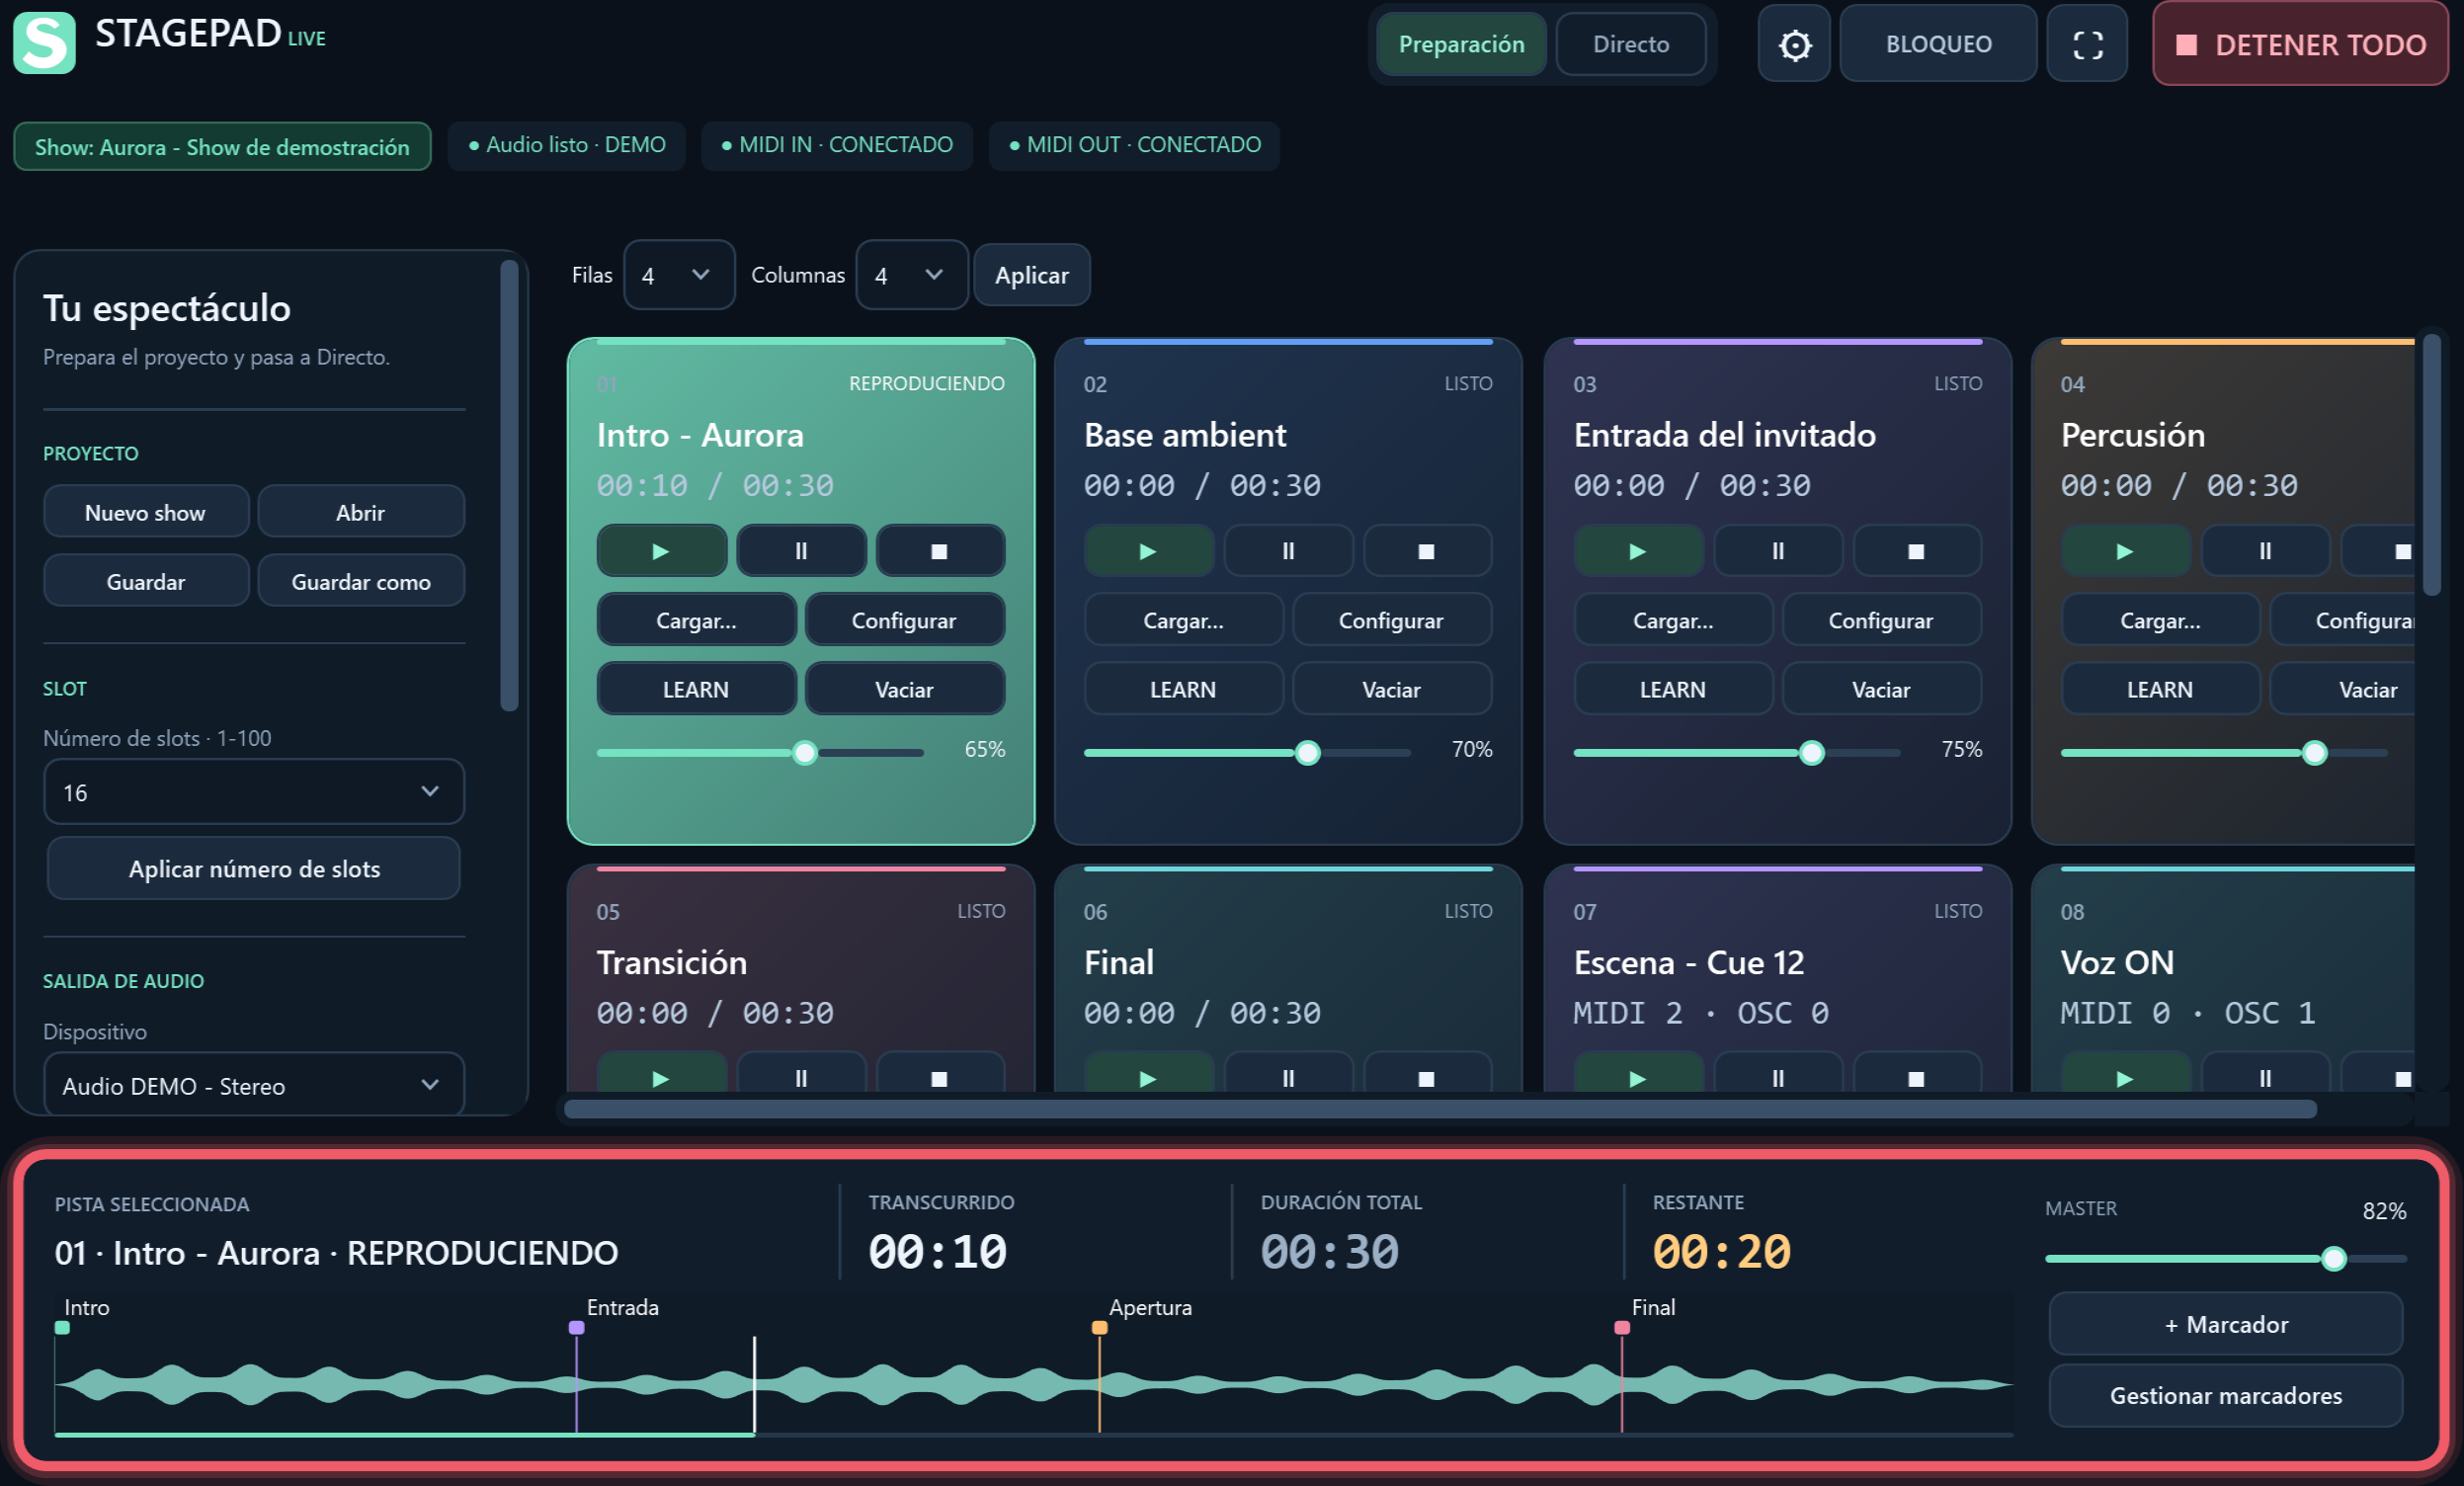 S STAGEPAD LIVE
Preparación Directo
BLOQUEO
DETENER TODO
Show: Aurora - Show de demostración
● Audio listo · DEMO
● MIDI IN · CONECTADO
● MIDI OUT · CONECTADO
Tu espectáculo
Prepara el proyecto y pasa a Directo.
PROYECTO
Nuevo show Abrir
Guardar Guardar como
SLOT
Número de slots · 1-100
16
Aplicar número de slots
SALIDA DE AUDIO
Dispositivo
Audio DEMO - Stereo
Filas 4 Columnas 4 Aplicar
01 REPRODUCIENDO
Intro - Aurora
00:10 / 00:30
Cargar... Configurar
LEARN Vaciar
65%
02 LISTO
Base ambient
00:00 / 00:30
Cargar... Configurar
LEARN Vaciar
70%
03 LISTO
Entrada del invitado
00:00 / 00:30
Cargar... Configurar
LEARN Vaciar
75%
04
Percusión
00:00 / 00:30
Cargar... Configurar
LEARN Vaciar
05 LISTO
Transición
00:00 / 00:30
06 LISTO
Final
00:00 / 00:30
07 LISTO
Escena - Cue 12
MIDI 2 · OSC 0
08
Voz ON
MIDI 0 · OSC 1
PISTA SELECCIONADA
01 · Intro - Aurora · REPRODUCIENDO
TRANSCURRIDO
00:10
DURACIÓN TOTAL
00:30
RESTANTE
00:20
MASTER 82%
Intro Entrada Apertura Final
+ Marcador
Gestionar marcadores